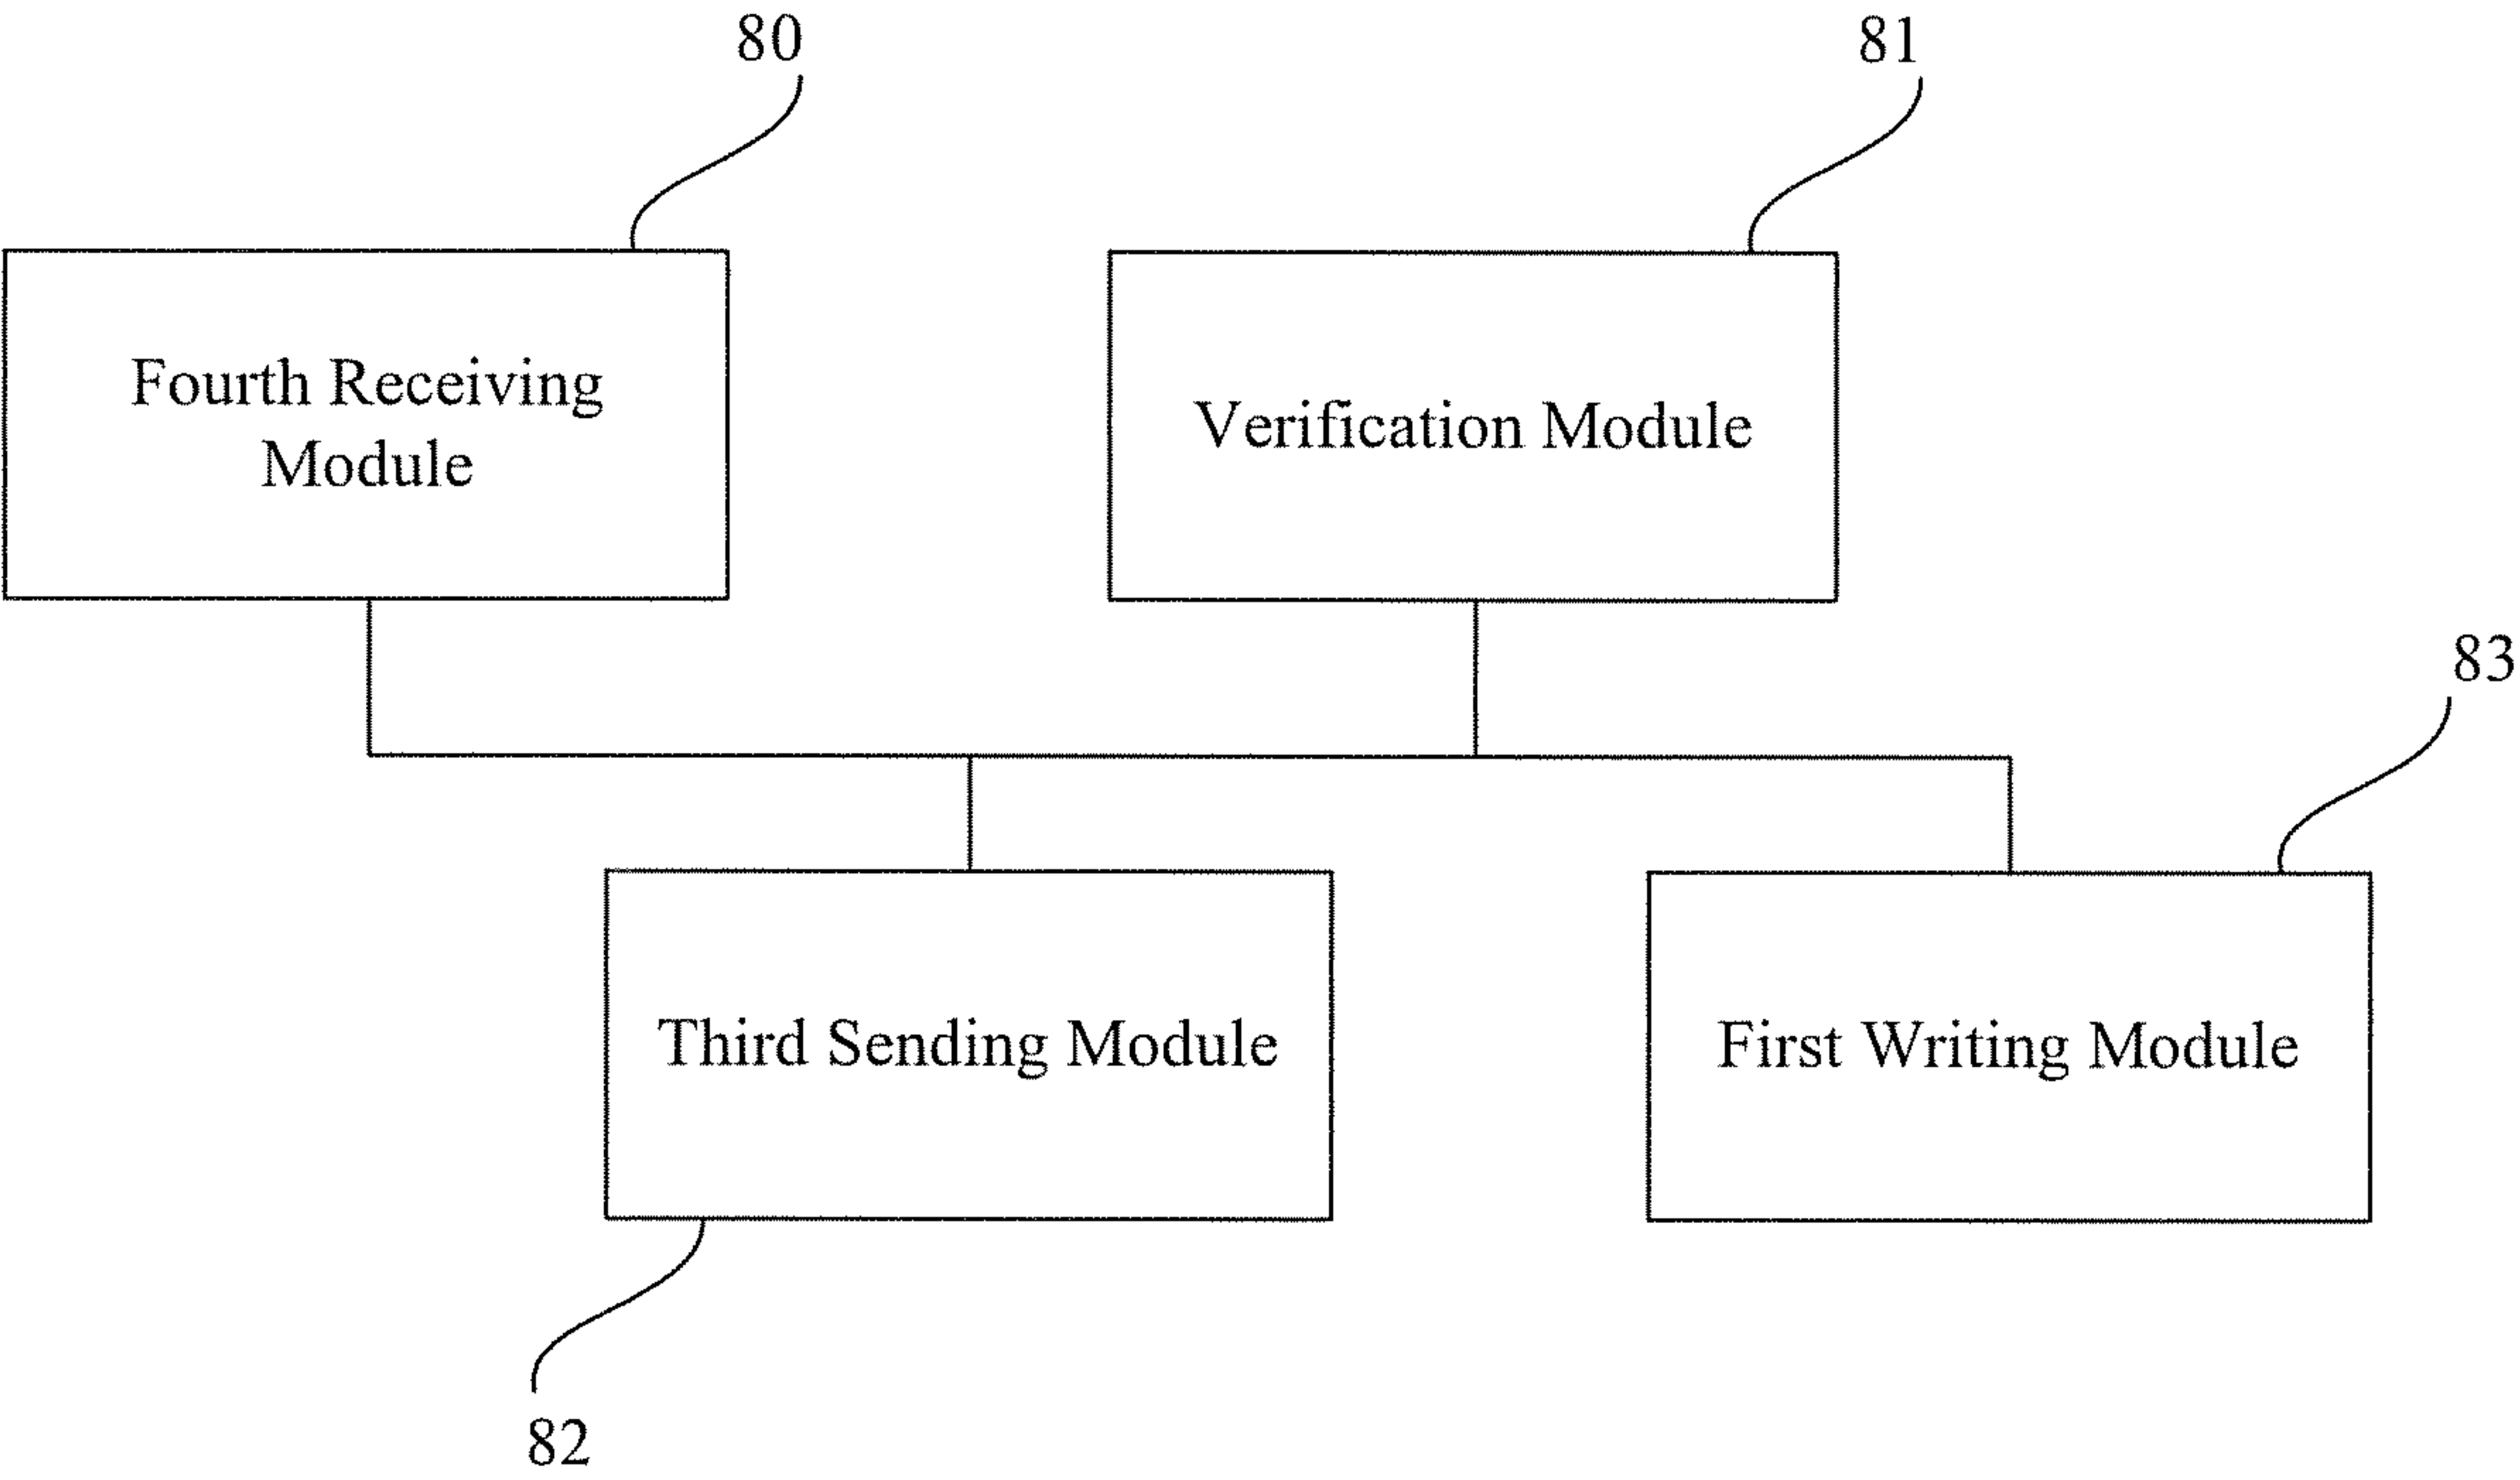 80
81
Fourth Receiving
Module
Verification Module
83
Third Sending Module
First Writing Module
82